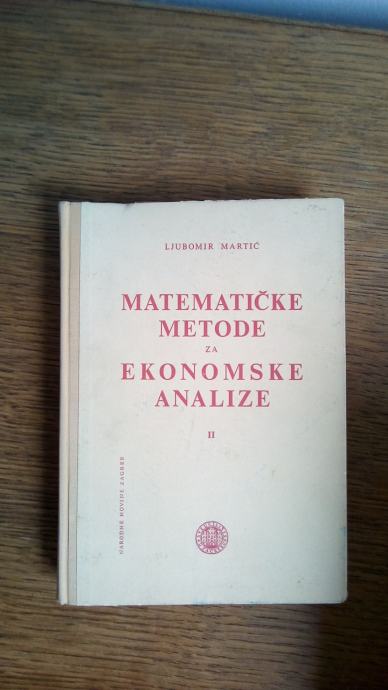 LJUBOMIR MARTIĆ
MATEMATIČKE
METODE
ZA
EKONOMSKE
ANALIZE
II
NARODNE NOVINE ZAGREB